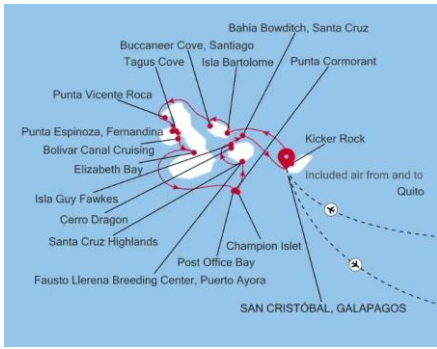 Bahía Bowditch, Santa Cruz
Buccaneer Cove, Santiago
Punta Cormorant
Tagus Cove
Isla Bartolome
Punta Vicente Roca
Punta Espinoza, Fernandina
Kicker Rock
Bolivar Canal Cruising
Elizabeth Bay
Included air from and to
Quito
Isla Guy Fawkes
Cerro Dragon
Santa Cruz Highlands
Champion Islet
Post Office Bay
Fausto Llerena Breeding Center, Puerto Ayora
SAN CRISTÓBAL, GALAPAGOS